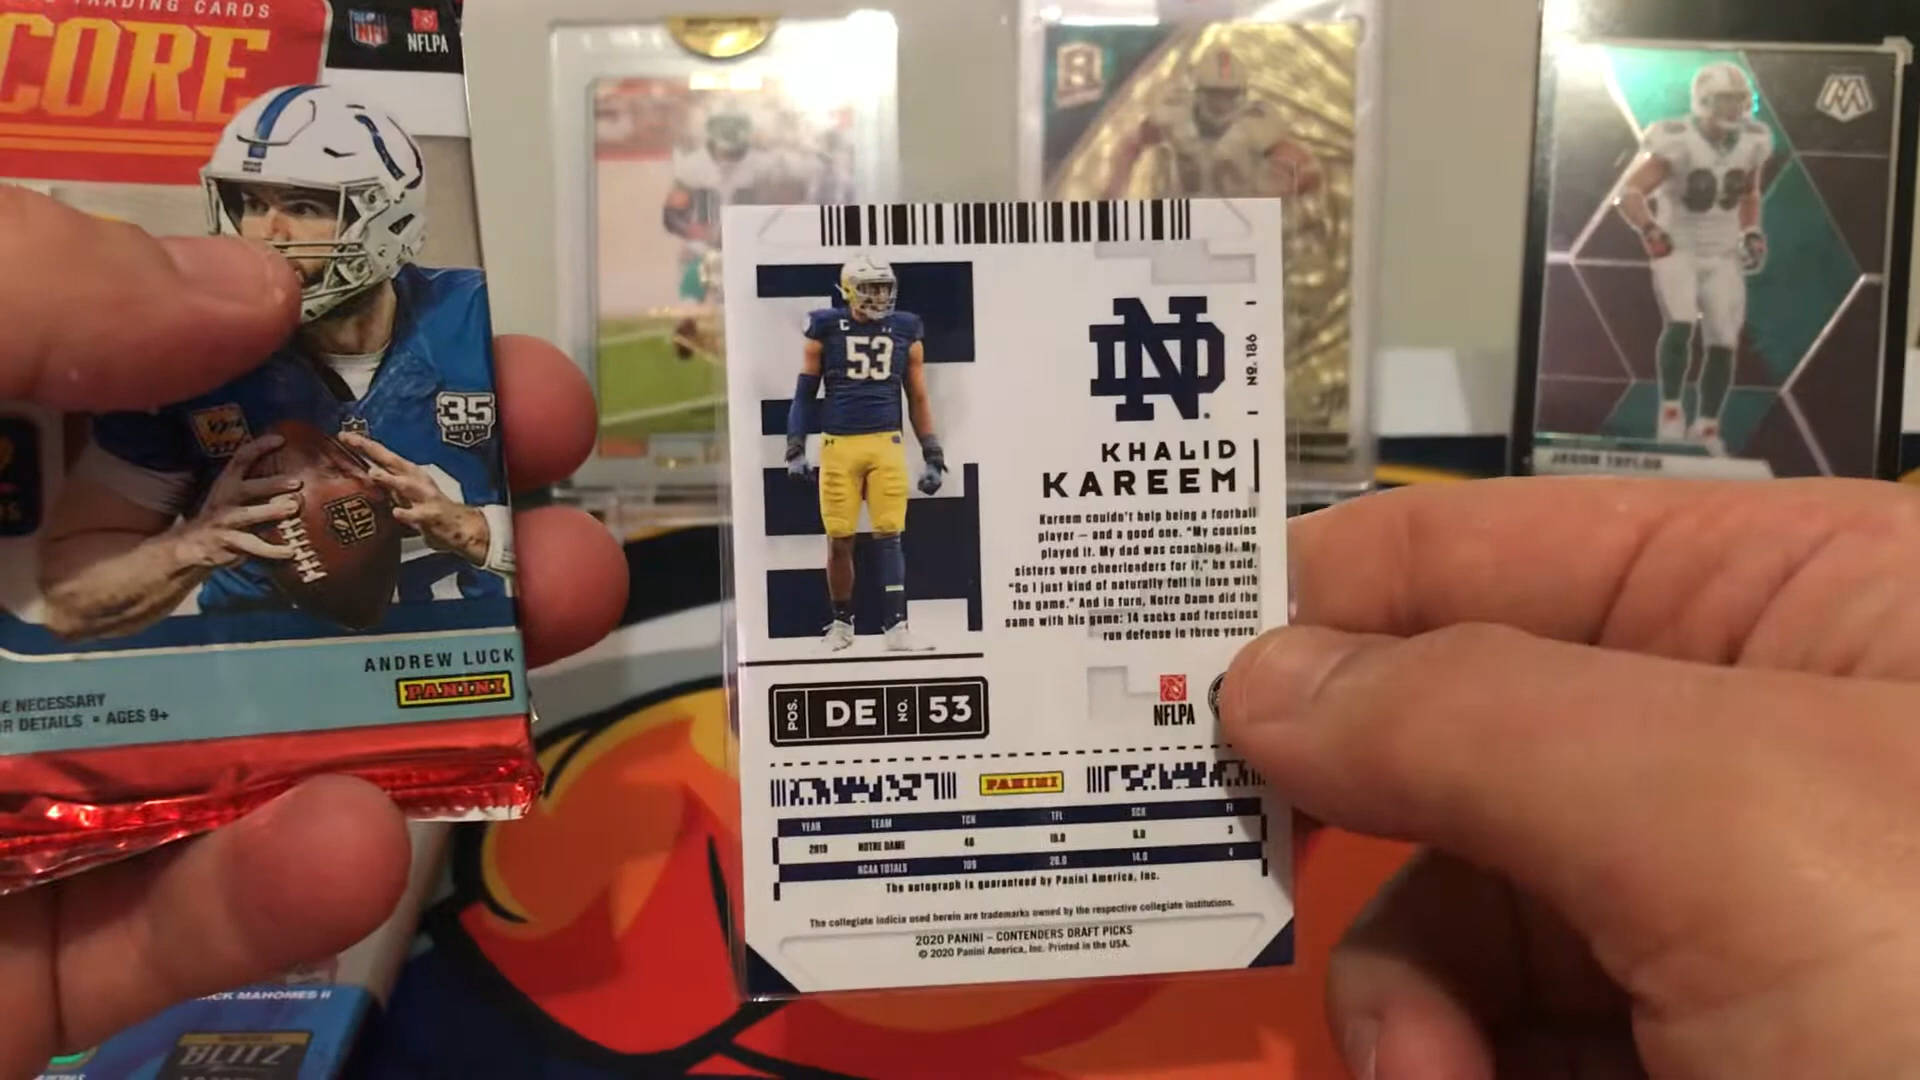 TRADING CARDS
CORE
NFL
NFLPA
35
ANDREW LUCK
PANINI
E NECESSARY
R DETAILS • AGES 9+
CK MAHOMES II
BLITZ
99
JASON TAYLOR
ND
Nº. 186
53
C
KHALID
KAREEM
Kareem couldn't help being a football
player — and a good one. "My cousins
played it. My dad was coaching it. My
sisters were cheerleaders for it," he said.
"So I just kind of naturally fell in love with
the game." And in turn, Notre Dame did the
same with his game: 14 sacks and ferocious
run defense in three years.
NFLPA
POS. DE NO. 53
PANINI
YEAR TEAM TCK TFL SCK FF
2019 NOTRE DAME 46 10.0 3
NCAA TOTALS 109 26.0 14.0 4
The autograph is guaranteed by Panini America, Inc.
The collegiate indicia used herein are trademarks owned by the respective collegiate institutions.
2020 PANINI – CONTENDERS DRAFT PICKS
© 2020 Panini America, Inc. Printed in the USA.